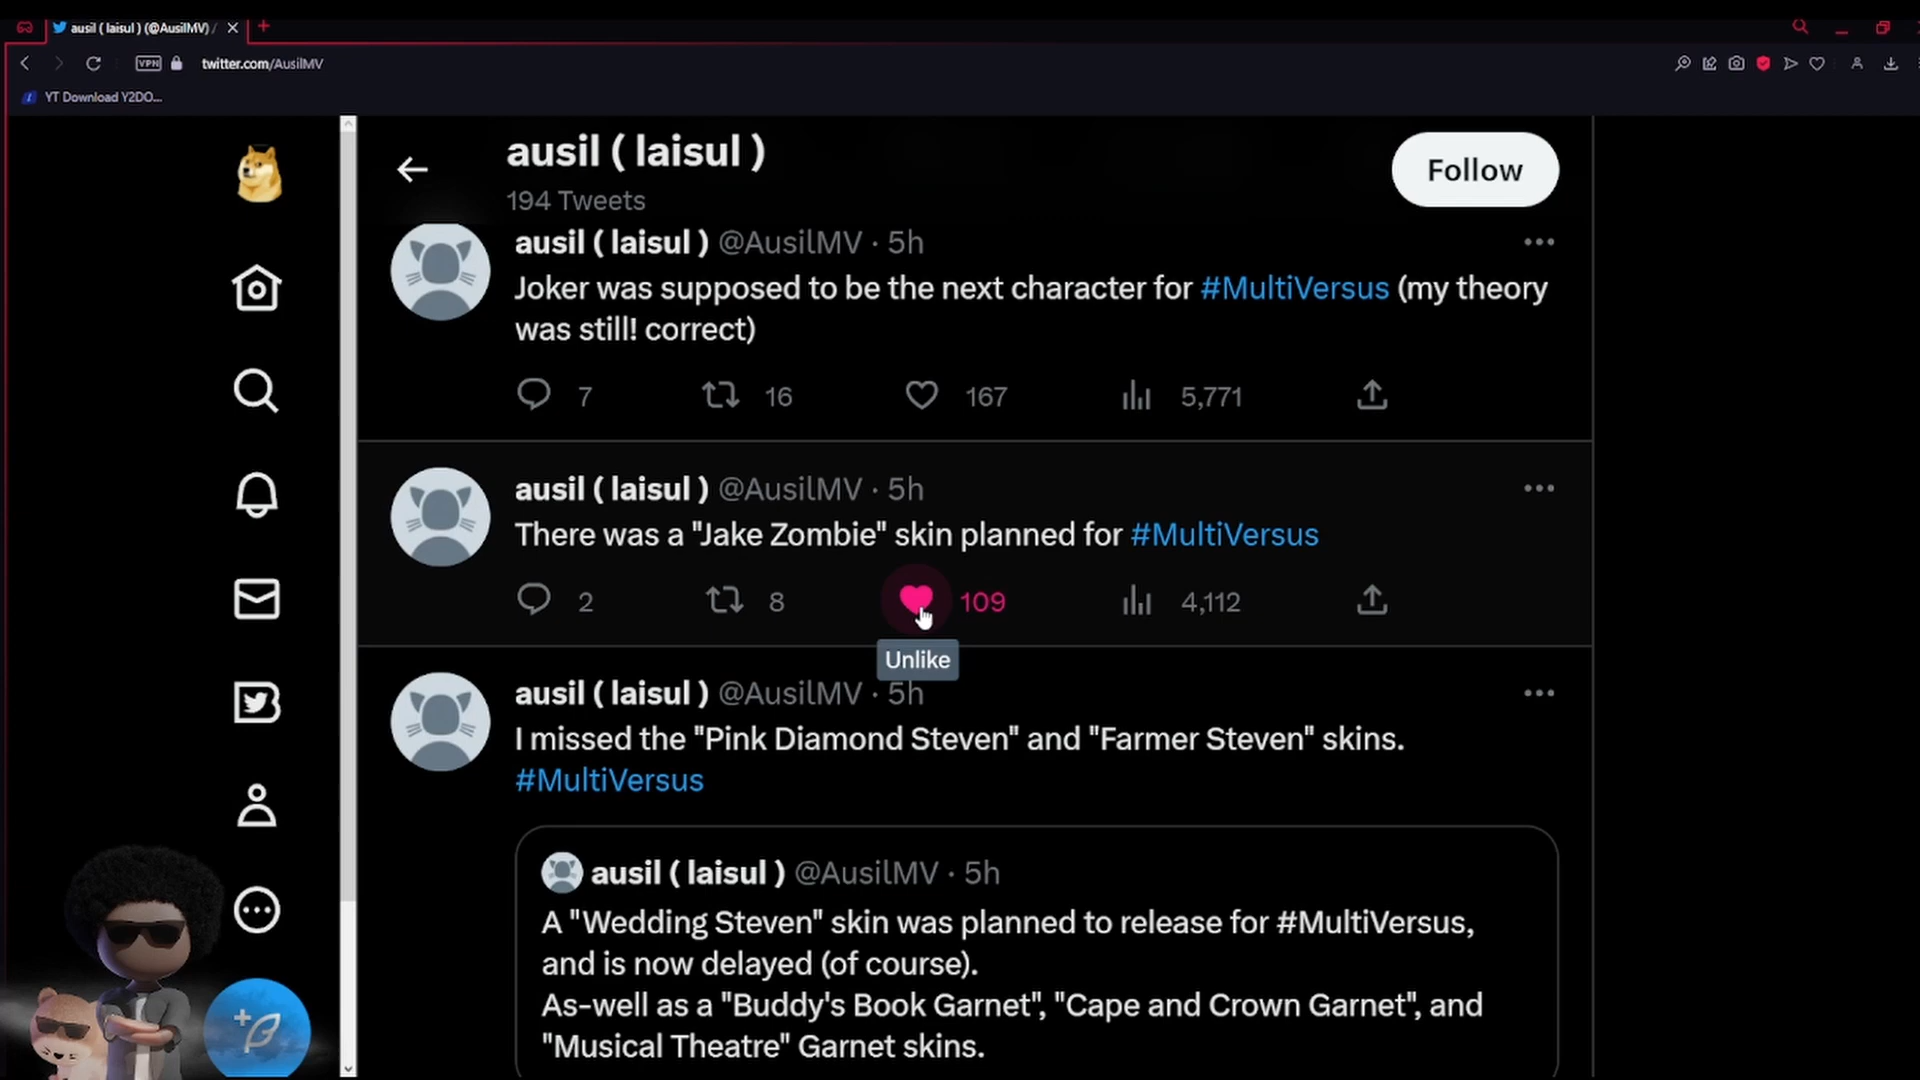 ausil ( laisul ) (@AusilMV) /
VPN
twitter.com/AusilMV
YT Download Y2DO...
ausil ( laisul )
194 Tweets
Follow
ausil ( laisul ) @AusilMV · 5h
Joker was supposed to be the next character for #MultiVersus (my theory
was still! correct)
7 16 167 5,771
ausil ( laisul ) @AusilMV · 5h
There was a "Jake Zombie" skin planned for #MultiVersus
2 8 109 4,112
Unlike
ausil ( laisul ) @AusilMV · 5h
I missed the "Pink Diamond Steven" and "Farmer Steven" skins.
#MultiVersus
ausil ( laisul ) @AusilMV · 5h
A "Wedding Steven" skin was planned to release for #MultiVersus,
and is now delayed (of course).
As-well as a "Buddy's Book Garnet", "Cape and Crown Garnet", and
"Musical Theatre" Garnet skins.